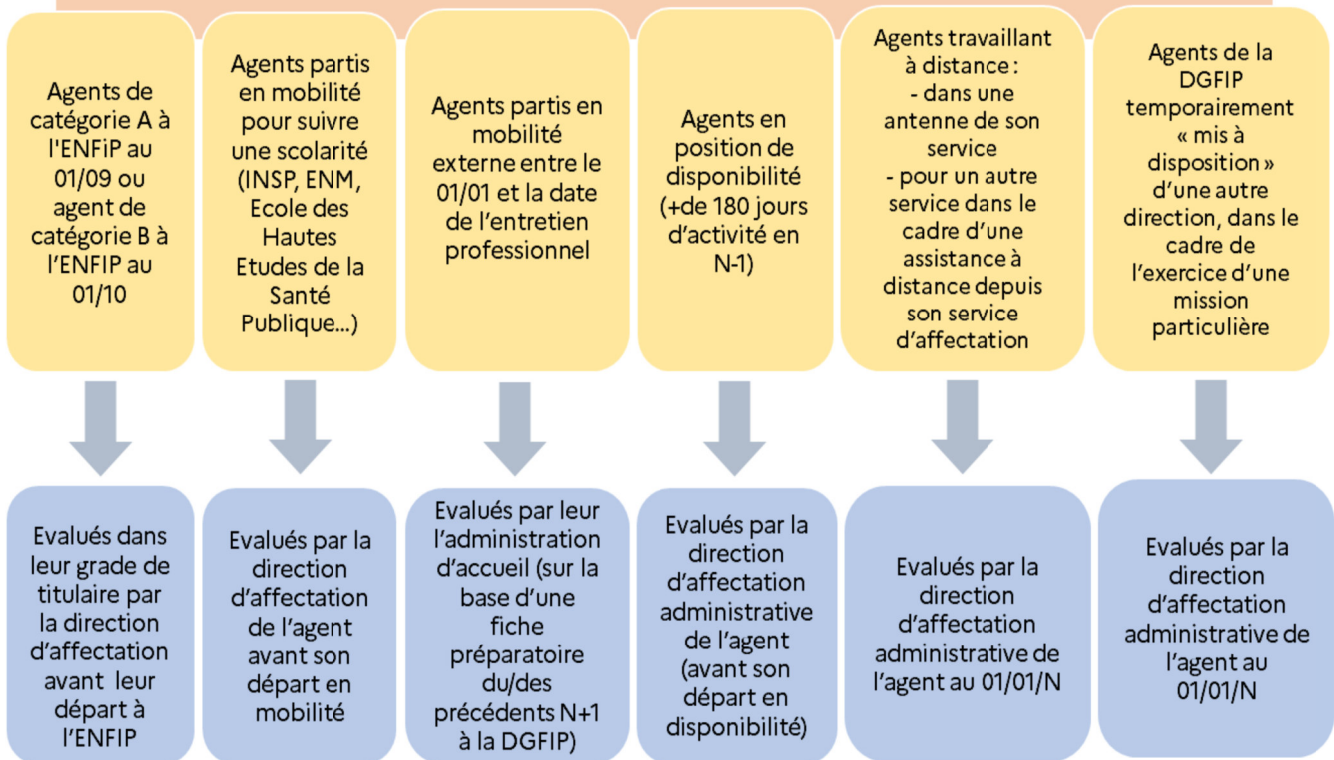 Agents de
catégorie A à
l'ENFiP au
01/09 ou
agent de
catégorie B à
l'ENFIP au
01/10
Agents partis
en mobilité
pour suivre
une scolarité
(INSP, ENM,
Ecole des
Hautes
Etudes de la
Santé
Publique...)
Agents partis en
mobilité
externe entre le
01/01 et la date
de l'entretien
professionnel
Agents en
position de
disponibilité
(+de 180 jours
d'activité en
N-1)
Agents travaillant
à distance :
- dans une
antenne de son
service
- pour un autre
service dans le
cadre d'une
assistance à
distance depuis
son service
d'affectation
Agents de la
DGFIP
temporairement
« mis à
disposition »
d'une autre
direction, dans le
cadre de
l'exercice d'une
mission
particulière
Evalués dans
leur grade de
titulaire par
la direction
d'affectation
avant leur
départ à
l'ENFIP
Evalués par la
direction
d'affectation
de l'agent
avant son
départ en
mobilité
Evalués par leur
l'administration
d'accueil (sur la
base d'une
fiche
préparatoire
du/des
précédents N+1
à la DGFIP)
Evalués par la
direction
d'affectation
administrative
de l'agent
(avant son
départ en
disponibilité)
Evalués par la
direction
d'affectation
administrative de
l'agent au 01/01/N
Evalués par la
direction
d'affectation
administrative de
l'agent au
01/01/N